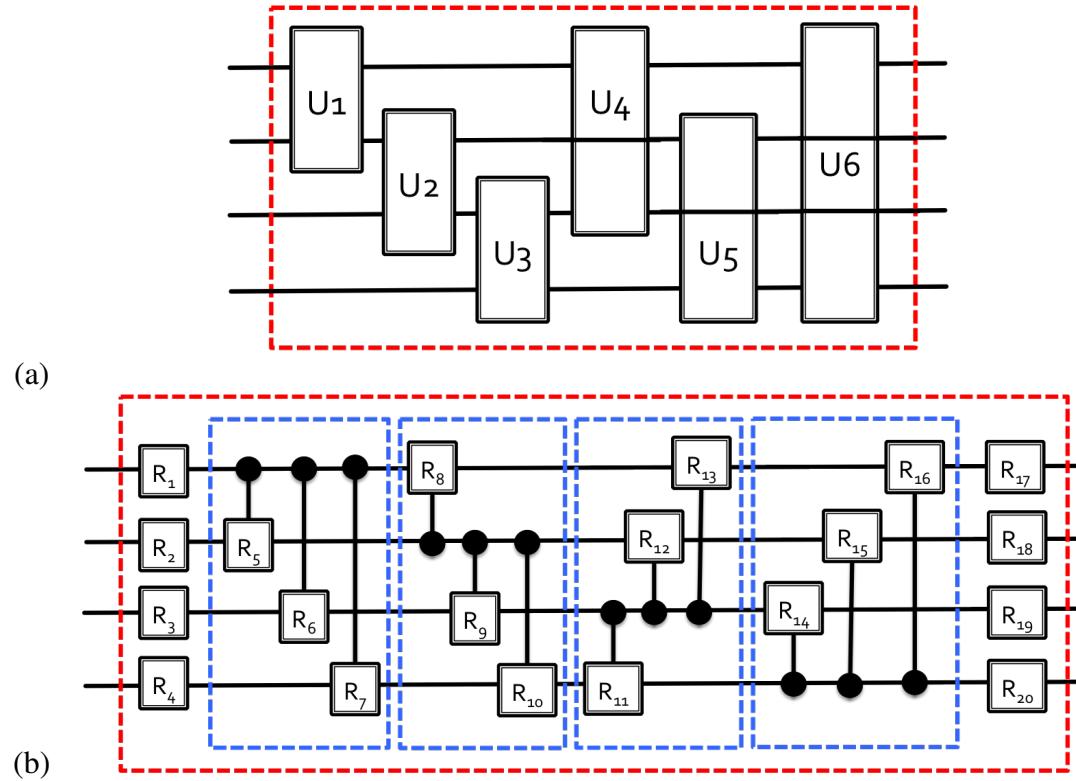 U1 U4
U2 U6
U3 U5
(a)
R₁ R₈ R₁₃ R₁₆ R₁₇
R₂ R₅ R₁₂ R₁₅ R₁₈
R₃ R₆ R₉ R₁₄ R₁₉
R₄ R₇ R₁₀ R₁₁ R₂₀
(b)